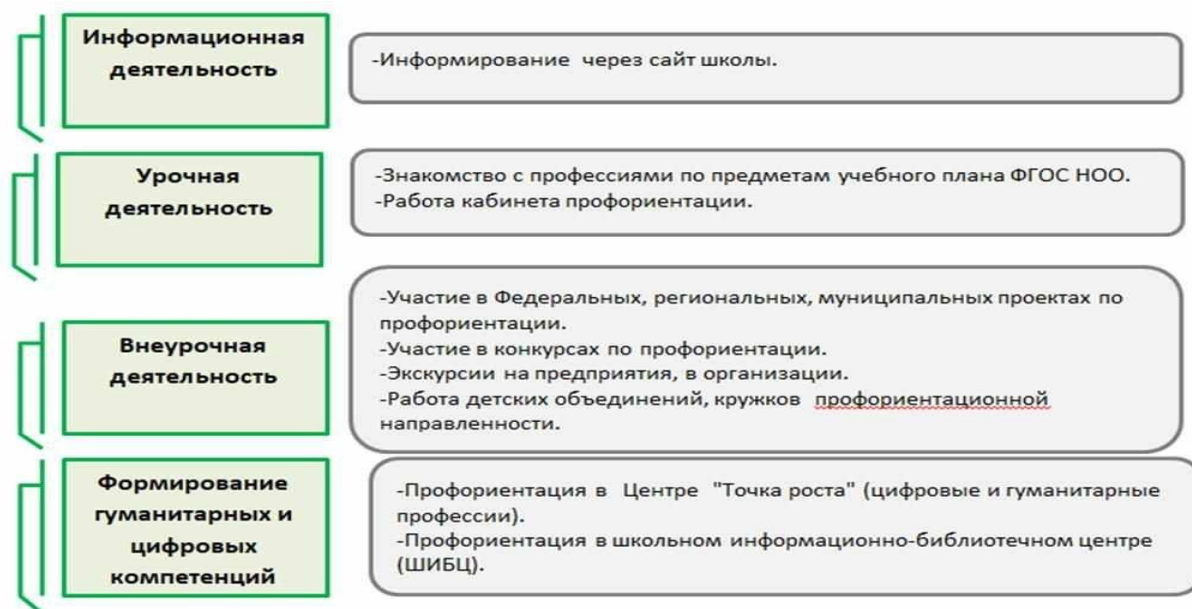 Информационная
деятельность
-Информирование через сайт школы.
Урочная
деятельность
-Знакомство с профессиями по предметам учебного плана ФГОС НОО.
-Работа кабинета профориентации.
Внеурочная
деятельность
-Участие в Федеральных, региональных, муниципальных проектах по
профориентации.
-Участие в конкурсах по профориентации.
-Экскурсии на предприятия, в организации.
-Работа детских объединений, кружков профориентационной
направленности.
Формирование
гуманитарных и
цифровых
компетенций
-Профориентация в Центре "Точка роста" (цифровые и гуманитарные
профессии).
-Профориентация в школьном информационно-библиотечном центре
(ШИБЦ).